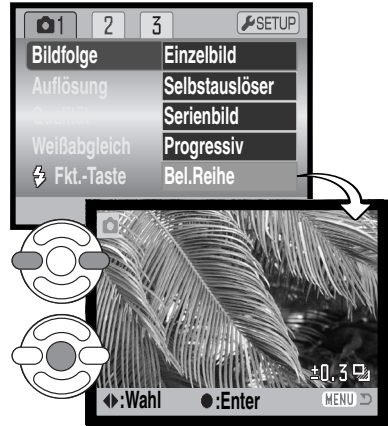 1 2 3 SETUP
Bildfolge Einzelbild
Auflösung Selbstauslöser
Qualität Serienbild
Weißabgleich Progressiv
Fkt.-Taste Bel.Reihe
±0.3
:Wahl :Enter MENU